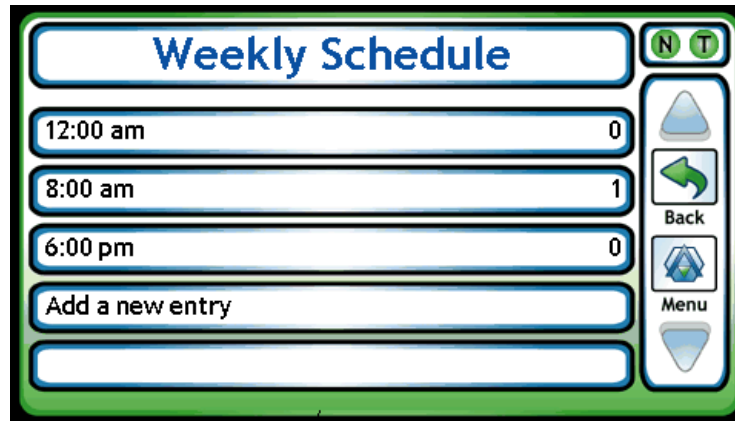 Weekly Schedule
N T
12:00 am 0
8:00 am 1
6:00 pm 0
Add a new entry
Back
Menu